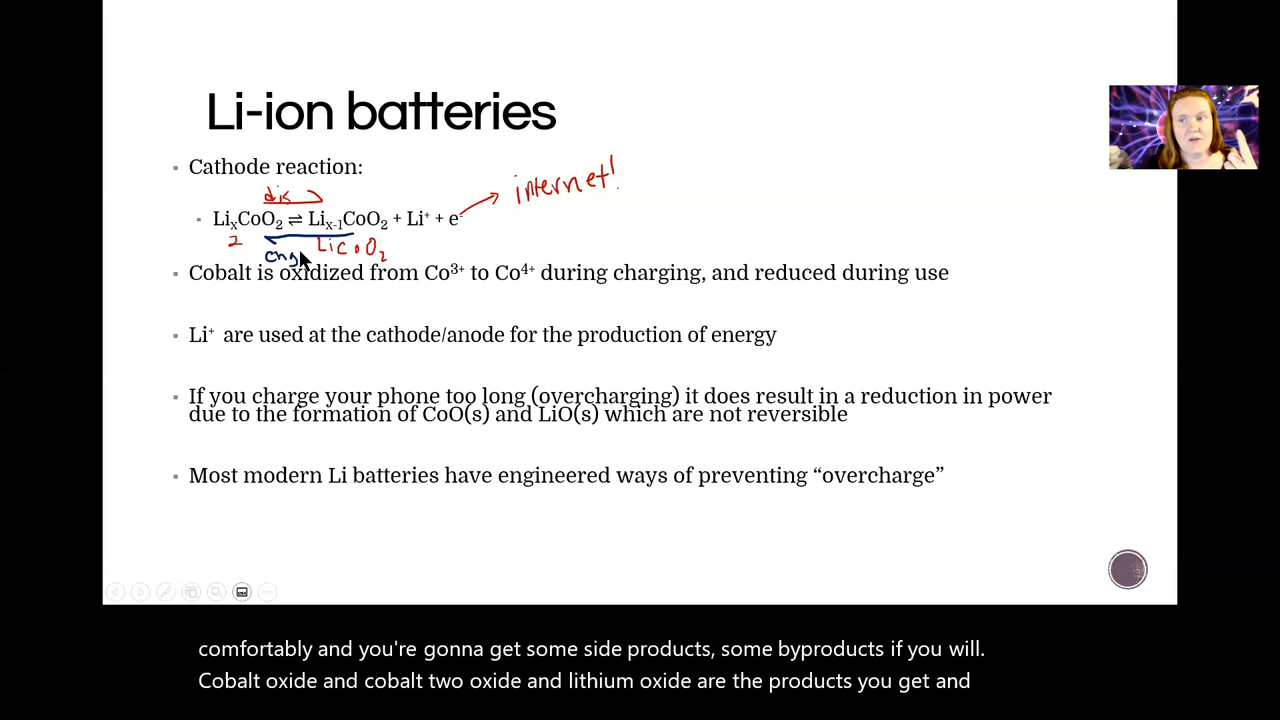 Li-ion batteries
▪ Cathode reaction:
dis
internet!
▪ LiₓCoO₂ ⇌ Liₓ₋₁CoO₂ + Li⁺ + e⁻
2
LiCoO₂
chg
▪ Cobalt is oxidized from Co³⁺ to Co⁴⁺ during charging, and reduced during use
▪ Li⁺ are used at the cathode/anode for the production of energy
▪ If you charge your phone too long (overcharging) it does result in a reduction in power
due to the formation of CoO(s) and LiO(s) which are not reversible
▪ Most modern Li batteries have engineered ways of preventing “overcharge”
comfortably and you're gonna get some side products, some byproducts if you will.
Cobalt oxide and cobalt two oxide and lithium oxide are the products you get and